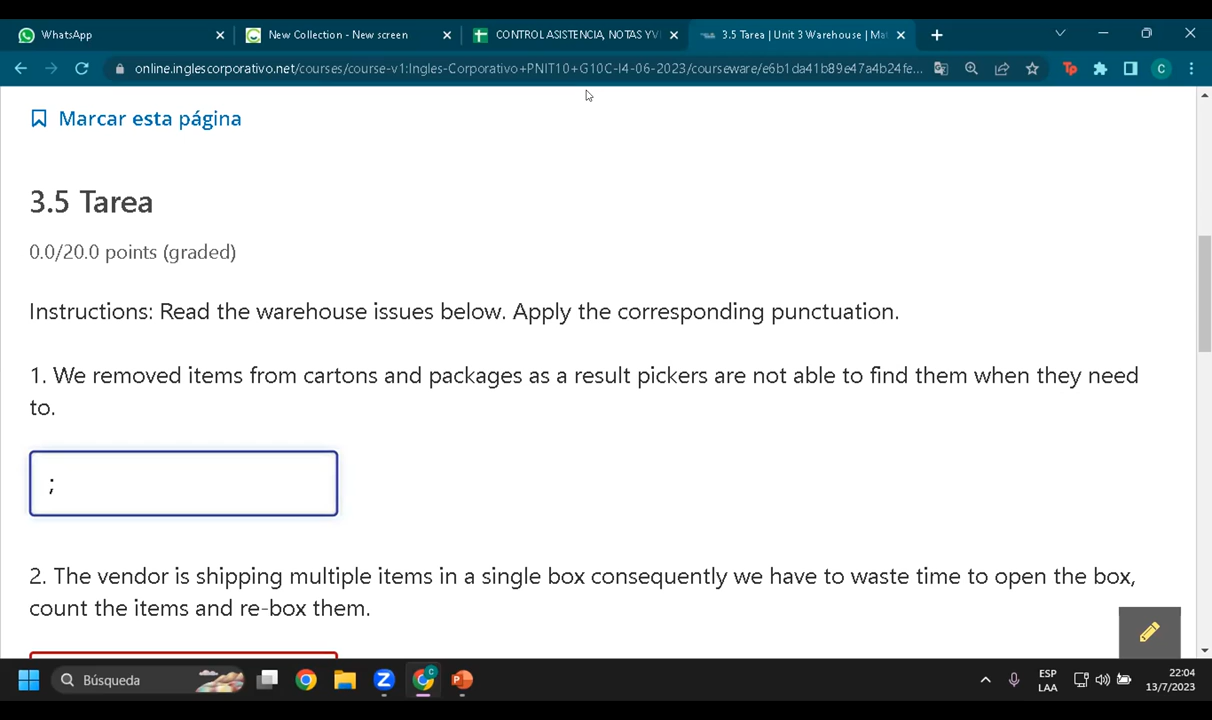 WhatsApp
New Collection - New screen
CONTROL ASISTENCIA, NOTAS Y VI
3.5 Tarea | Unit 3 Warehouse | Ma
online.inglescorporativo.net/courses/course-v1:Ingles-Corporativo+PNIT10+G10C-I4-06-2023/courseware/e6b1da41b89e47a4b24fe...
Marcar esta página
3.5 Tarea
0.0/20.0 points (graded)
Instructions: Read the warehouse issues below. Apply the corresponding punctuation.
1. We removed items from cartons and packages as a result pickers are not able to find them when they need
to.
;
2. The vendor is shipping multiple items in a single box consequently we have to waste time to open the box,
count the items and re-box them.
Búsqueda
ESP
LAA
22:04
13/7/2023